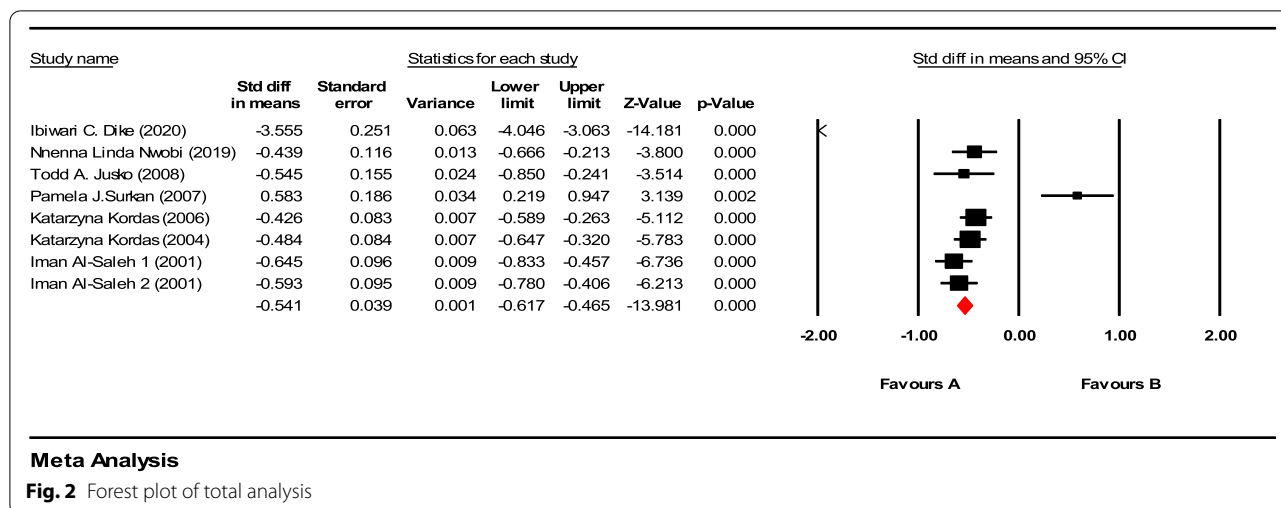 Study name Statistics for each study Std diff in means and 95% CI
Std diff in means Standard error Variance Lower limit Upper limit Z-Value p-Value
Ibiwari C. Dike (2020) -3.555 0.251 0.063 -4.046 -3.063 -14.181 0.000
Nnenna Linda Nwobi (2019) -0.439 0.116 0.013 -0.666 -0.213 -3.800 0.000
Todd A. Jusko (2008) -0.545 0.155 0.024 -0.850 -0.241 -3.514 0.000
Pamela J.Surkan (2007) 0.583 0.186 0.034 0.219 0.947 3.139 0.002
Katarzyna Kordas (2006) -0.426 0.083 0.007 -0.589 -0.263 -5.112 0.000
Katarzyna Kordas (2004) -0.484 0.084 0.007 -0.647 -0.320 -5.783 0.000
Iman Al-Saleh 1 (2001) -0.645 0.096 0.009 -0.833 -0.457 -6.736 0.000
Iman Al-Saleh 2 (2001) -0.593 0.095 0.009 -0.780 -0.406 -6.213 0.000
-0.541 0.039 0.001 -0.617 -0.465 -13.981 0.000
-2.00 -1.00 0.00 1.00 2.00
Favours A Favours B
Meta Analysis
Fig. 2 Forest plot of total analysis